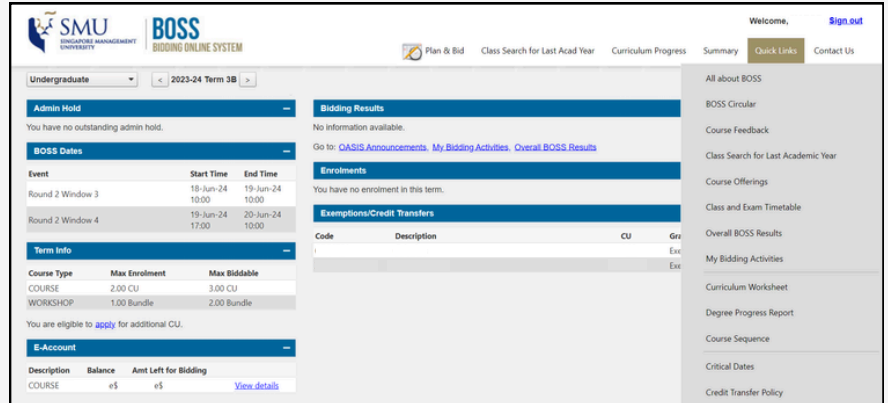 SMU
SINGAPORE MANAGEMENT
UNIVERSITY
BOSS
BIDDING ONLINE SYSTEM
Welcome,
Sign out
Plan & Bid
Class Search for Last Acad Year
Curriculum Progress
Summary
Quick Links
Contact Us
Undergraduate
< 2023-24 Term 3B >
Admin Hold
You have no outstanding admin hold.
BOSS Dates
Event Start Time End Time
Round 2 Window 3 18-Jun-24 10:00 19-Jun-24 10:00
Round 2 Window 4 19-Jun-24 17:00 20-Jun-24 10:00
Term Info
Course Type Max Enrolment Max Biddable
COURSE 2.00 CU 3.00 CU
WORKSHOP 1.00 Bundle 2.00 Bundle
You are eligible to apply for additional CU.
E-Account
Description Balance Amt Left for Bidding
COURSE e$ e$ View details
Bidding Results
No information available.
Go to: OASIS Announcements, My Bidding Activities, Overall BOSS Results
Enrolments
You have no enrolment in this term.
Exemptions/Credit Transfers
Code Description CU Gra
Exe
Exe
All about BOSS
BOSS Circular
Course Feedback
Class Search for Last Academic Year
Course Offerings
Class and Exam Timetable
Overall BOSS Results
My Bidding Activities
Curriculum Worksheet
Degree Progress Report
Course Sequence
Critical Dates
Credit Transfer Policy